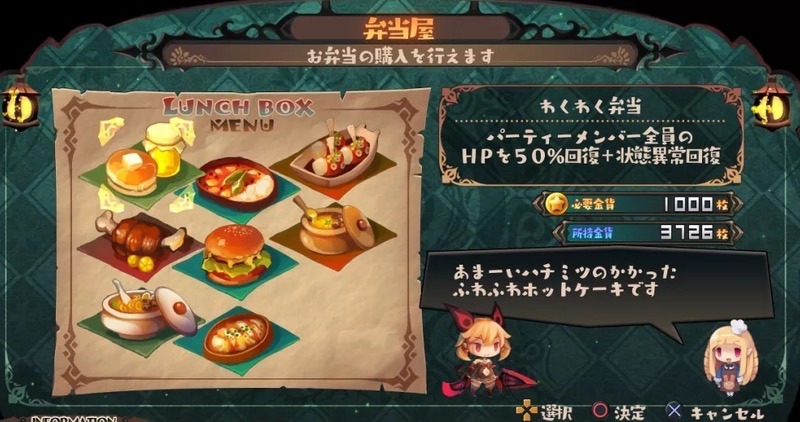 弁当屋
お弁当の購入を行えます
LUNCH BOX
MENU
わくわく弁当
パーティーメンバー全員の
HPを50%回復+状態異常回復
必要金貨 1000枚
所持金貨 3726枚
あまーいハチミツのかかった
ふわふわホットケーキです
選択 決定 キャンセル
INFORMATION